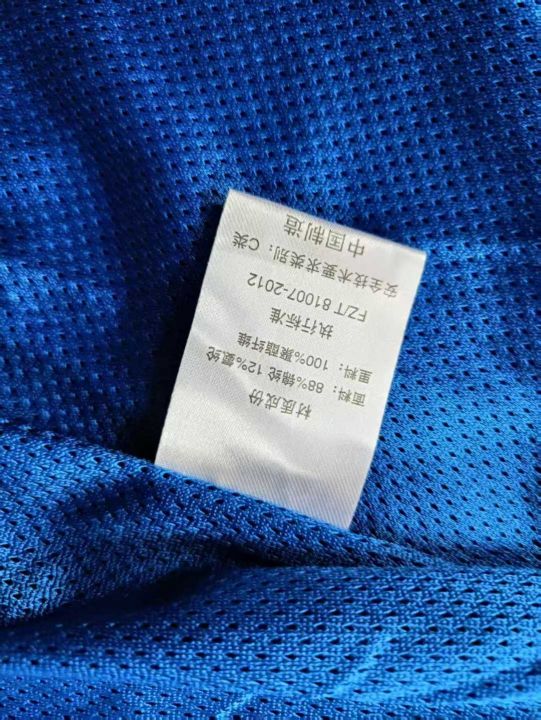 材质成份
面料：88%锦纶 12%氨纶
里料：100%聚酯纤维
执行标准
FZ/T 81007-2012
安全技术要求类别：C类
中国制造